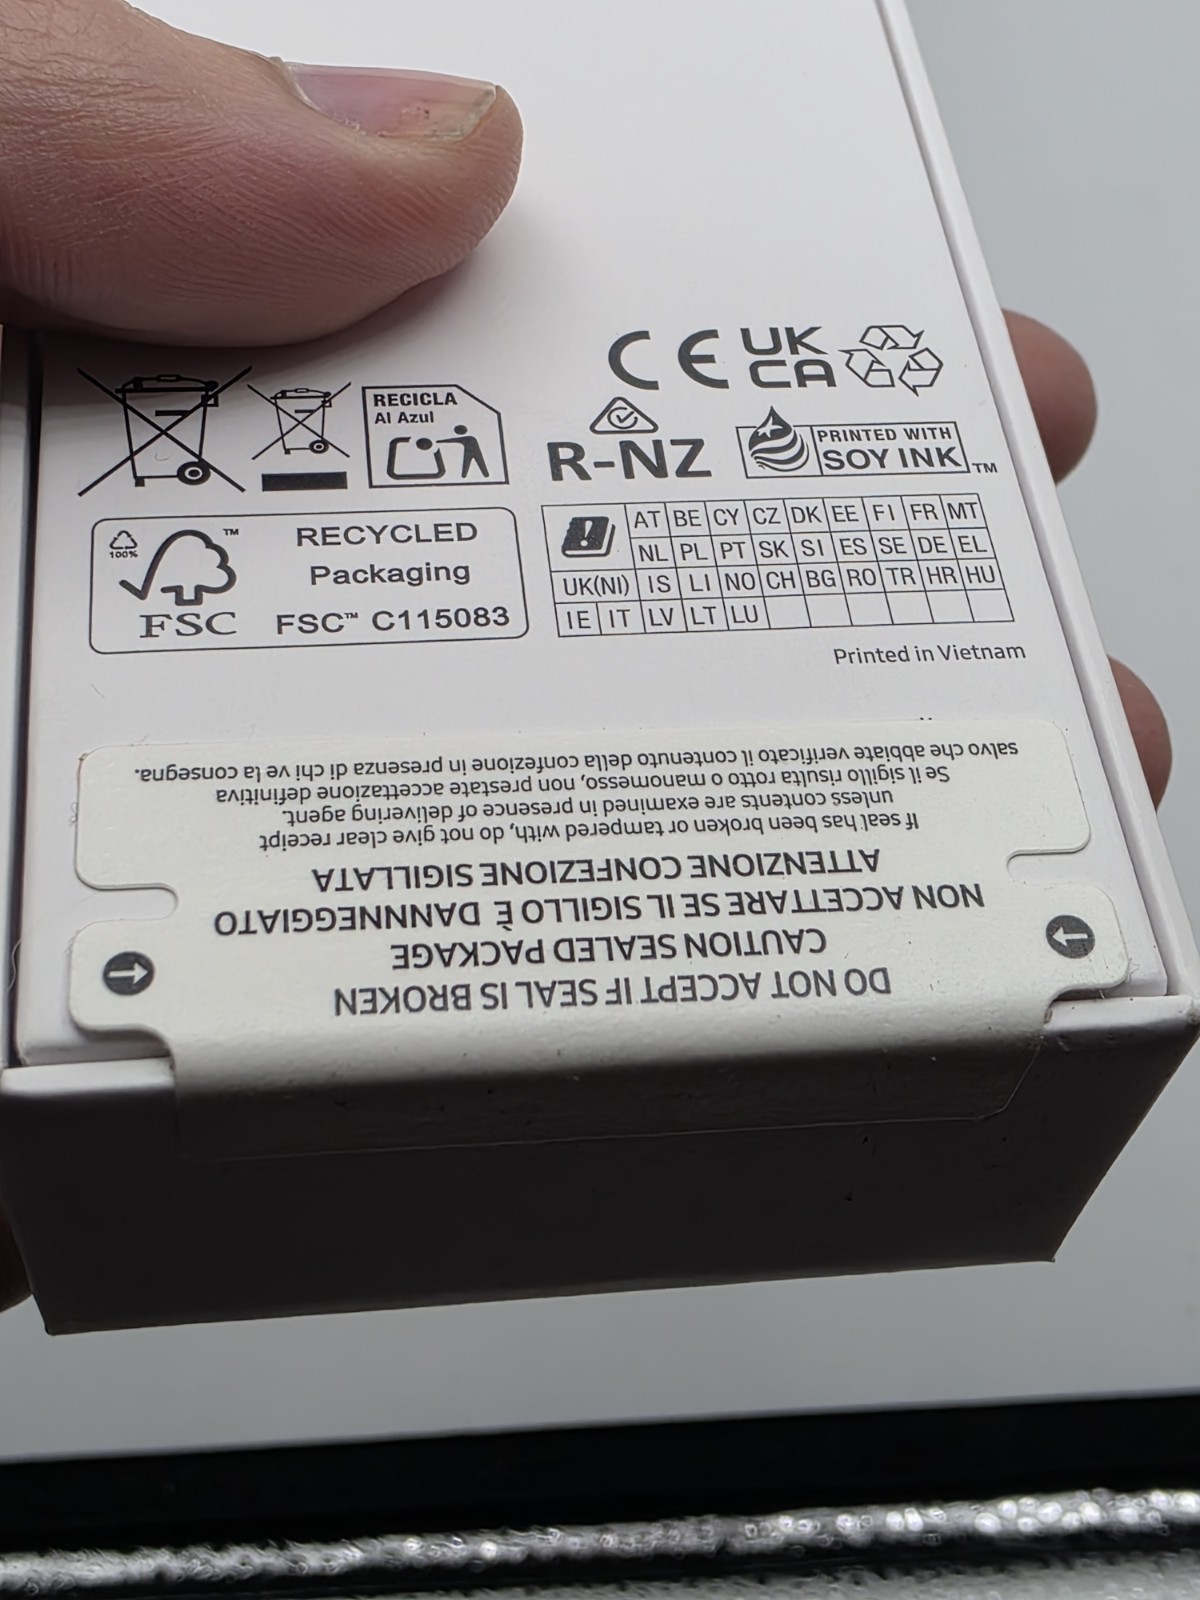 CE
UK
CA
RECICLA
Al Azul
R-NZ
PRINTED WITH
SOY INK™
100%
™
FSC
RECYCLED
Packaging
FSC™ C115083
AT BE CY CZ DK EE FI FR MT
NL PL PT SK SI ES SE DE EL
UK(NI) IS LI NO CH BG RO TR HR HU
IE IT LV LT LU
Printed in Vietnam
DO NOT ACCEPT IF SEAL IS BROKEN
CAUTION SEALED PACKAGE
NON ACCETTARE SE IL SIGILLO È DANNNEGGIATO
ATTENZIONE CONFEZIONE SIGILLATA
If seal has been broken or tampered with, do not give clear receipt
unless contents are examined in presence of delivering agent.
Se il sigillo risulta rotto o manomesso, non prestate accettazione definitiva
salvo che abbiate verificato il contenuto della confezione in presenza di chi ve la consegna.